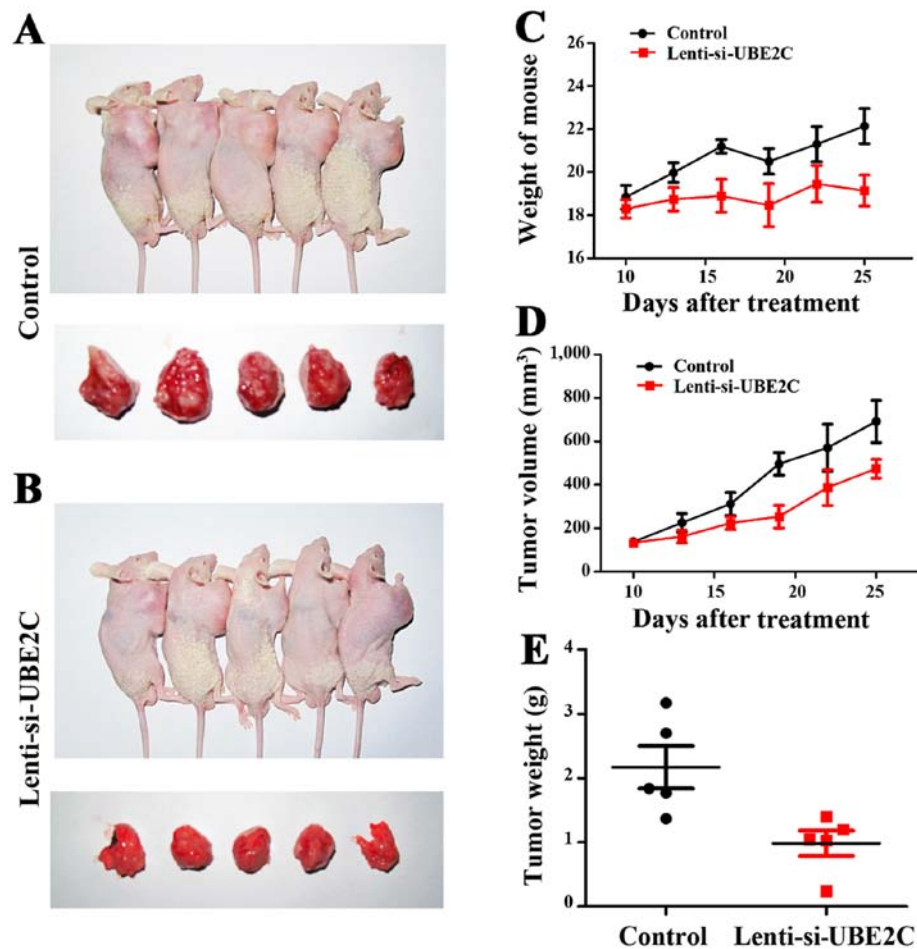 A
Control
B
Lenti-si-UBE2C
C
Control
Lenti-si-UBE2C
Weight of mouse
26
24
22
20
18
16
10
15
20
25
Days after treatment
D
Control
Lenti-si-UBE2C
Tumor volume (mm³)
1,000
800
600
400
200
0
10
15
20
25
Days after treatment
E
Tumor weight (g)
4
3
2
1
0
Control
Lenti-si-UBE2C